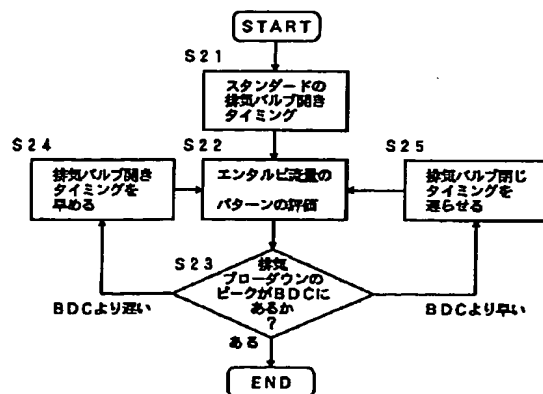 START
S21
スタンダードの
排気バルブ開き
タイミング
S24
排気バルブ開き
タイミングを
早める
S22
エンタルピ流量の
パターンの評価
S25
排気バルブ閉じ
タイミングを
遅らせる
S23
排気
ブローダウンの
ピークがBDCに
あるか
?
BDCより遅い
BDCより早い
ある
END